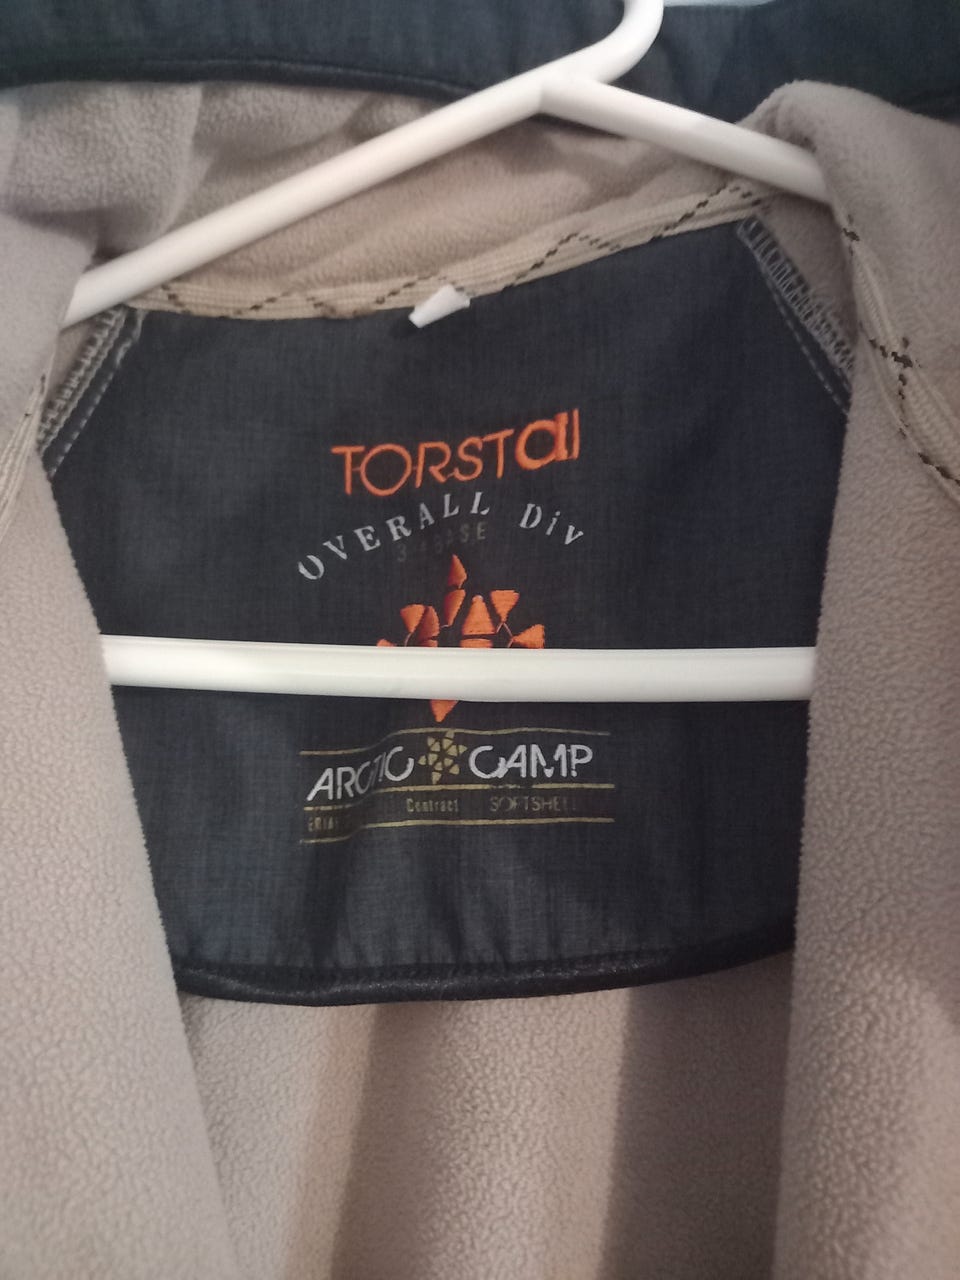 TORSTall
OVERALL Div
ARCTIC CAMP
Contract SOFTSHELL